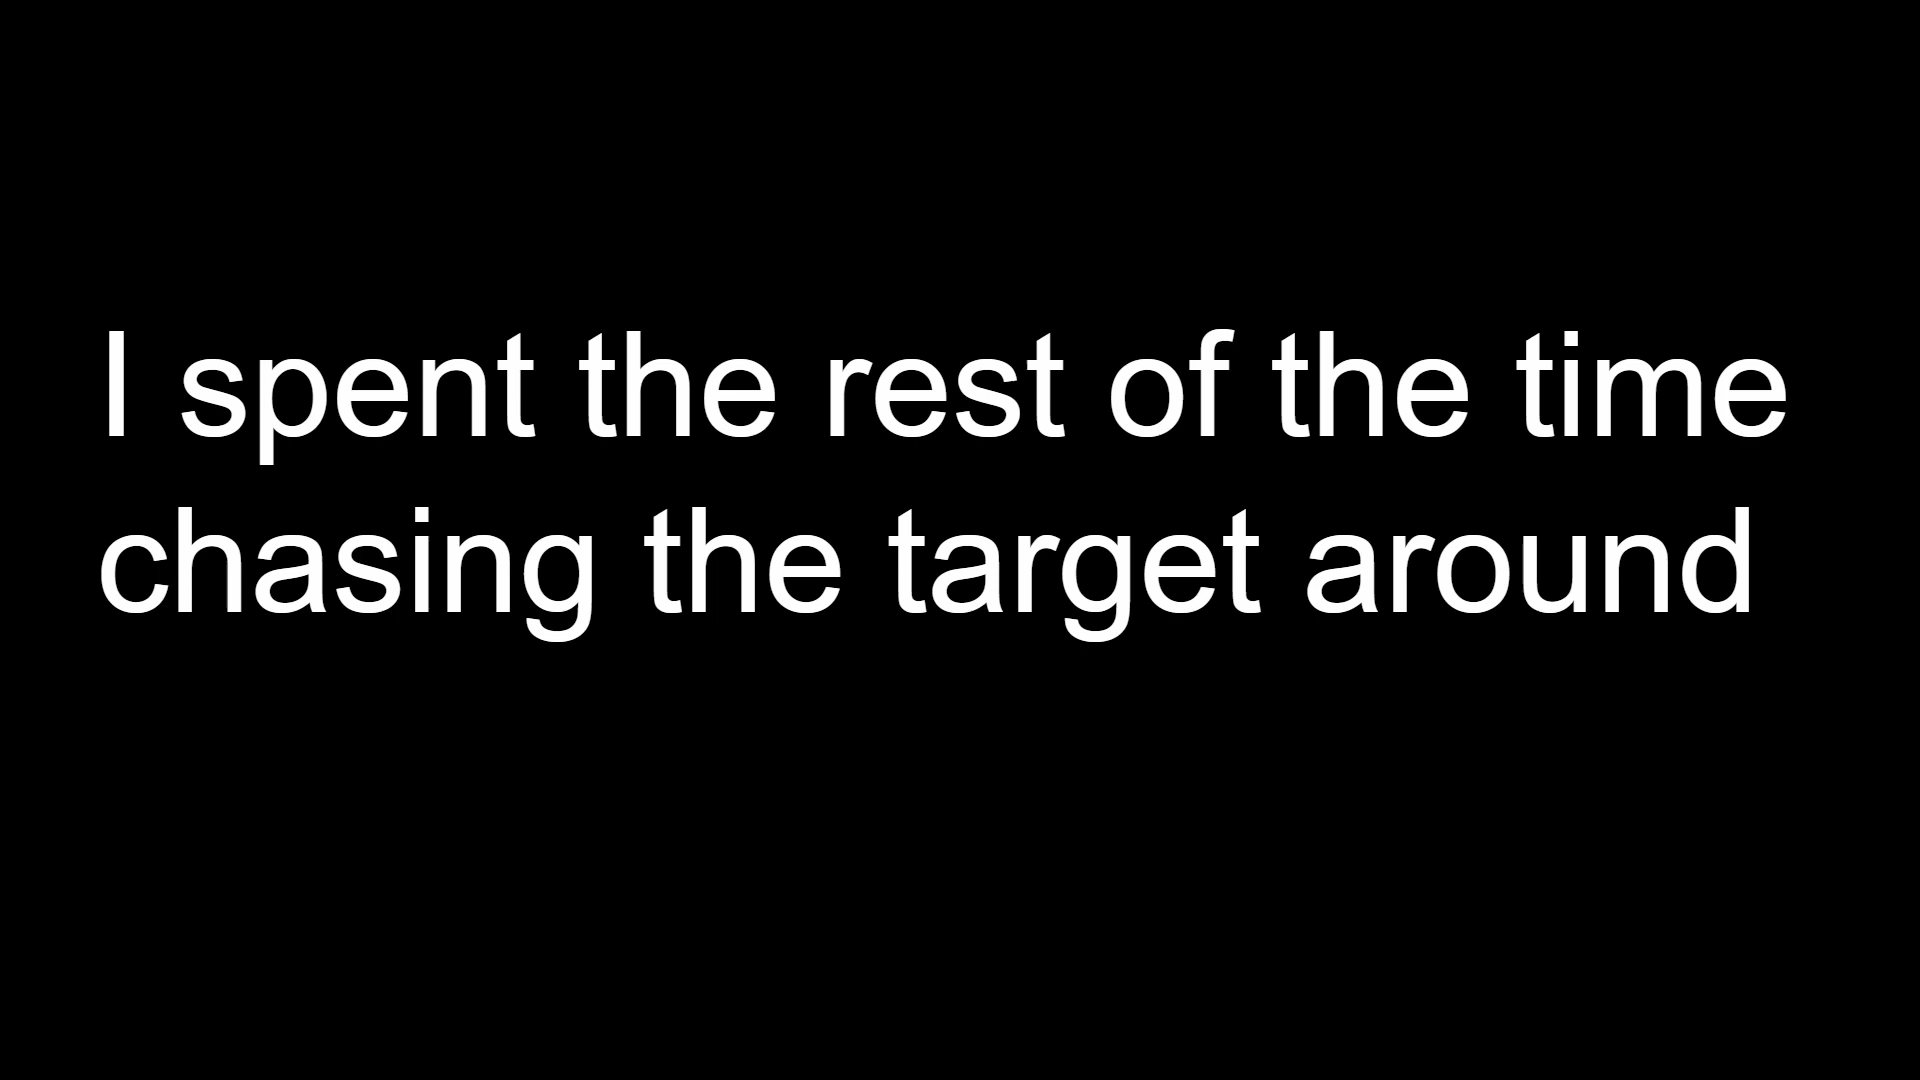 I spent the rest of the time
chasing the target around